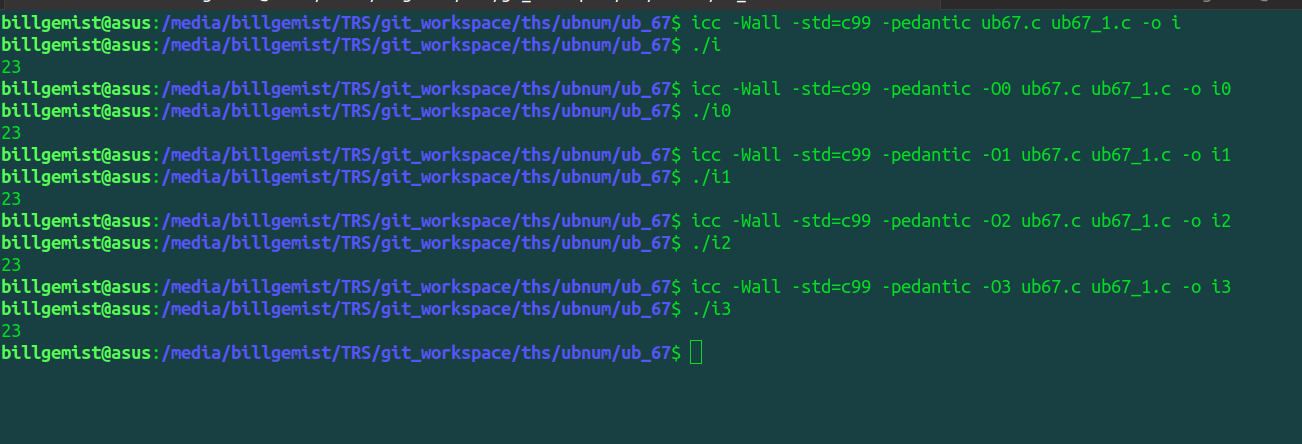 billgemist@asus:/media/billgemist/TRS/git_workspace/ths/ubnum/ub_67$ icc -Wall -std=c99 -pedantic ub67.c ub67_1.c -o i
billgemist@asus:/media/billgemist/TRS/git_workspace/ths/ubnum/ub_67$ ./i
23
billgemist@asus:/media/billgemist/TRS/git_workspace/ths/ubnum/ub_67$ icc -Wall -std=c99 -pedantic -O0 ub67.c ub67_1.c -o i0
billgemist@asus:/media/billgemist/TRS/git_workspace/ths/ubnum/ub_67$ ./i0
23
billgemist@asus:/media/billgemist/TRS/git_workspace/ths/ubnum/ub_67$ icc -Wall -std=c99 -pedantic -O1 ub67.c ub67_1.c -o i1
billgemist@asus:/media/billgemist/TRS/git_workspace/ths/ubnum/ub_67$ ./i1
23
billgemist@asus:/media/billgemist/TRS/git_workspace/ths/ubnum/ub_67$ icc -Wall -std=c99 -pedantic -O2 ub67.c ub67_1.c -o i2
billgemist@asus:/media/billgemist/TRS/git_workspace/ths/ubnum/ub_67$ ./i2
23
billgemist@asus:/media/billgemist/TRS/git_workspace/ths/ubnum/ub_67$ icc -Wall -std=c99 -pedantic -O3 ub67.c ub67_1.c -o i3
billgemist@asus:/media/billgemist/TRS/git_workspace/ths/ubnum/ub_67$ ./i3
23
billgemist@asus:/media/billgemist/TRS/git_workspace/ths/ubnum/ub_67$